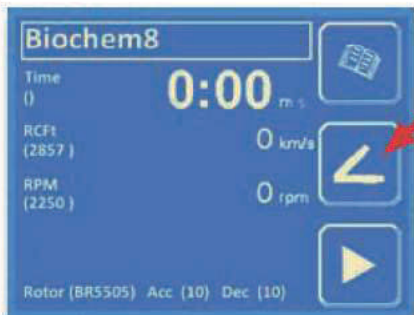 Biochem8
Time
()
0:00 m s
RCFt
(2857 )
0 km/s
RPM
(2250 )
0 rpm
Rotor (BR5505) Acc (10) Dec (10)